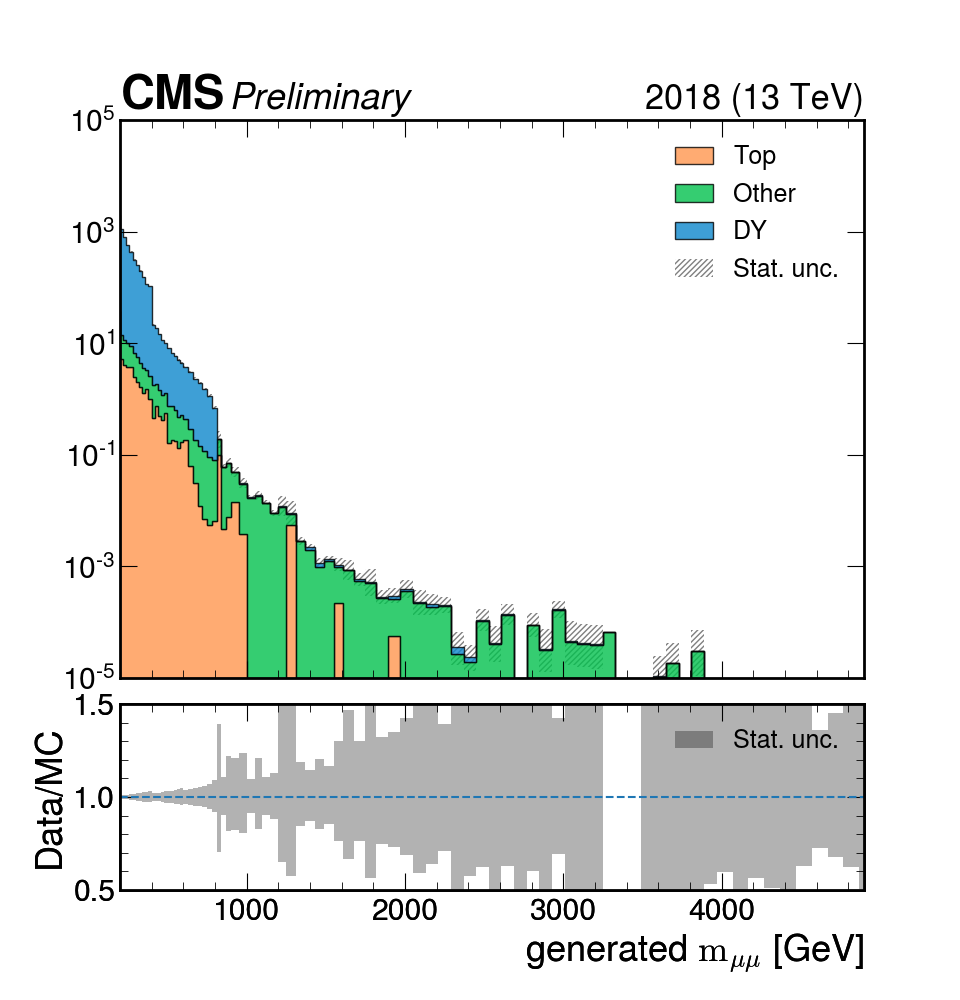 CMS Preliminary 2018 (13 TeV)
10^5
10^3
10^1
10^-1
10^-3
10^-5
Top
Other
DY
Stat. unc.
1.5
1.0
0.5
Data/MC
Stat. unc.
1000 2000 3000 4000
generated m_μμ [GeV]